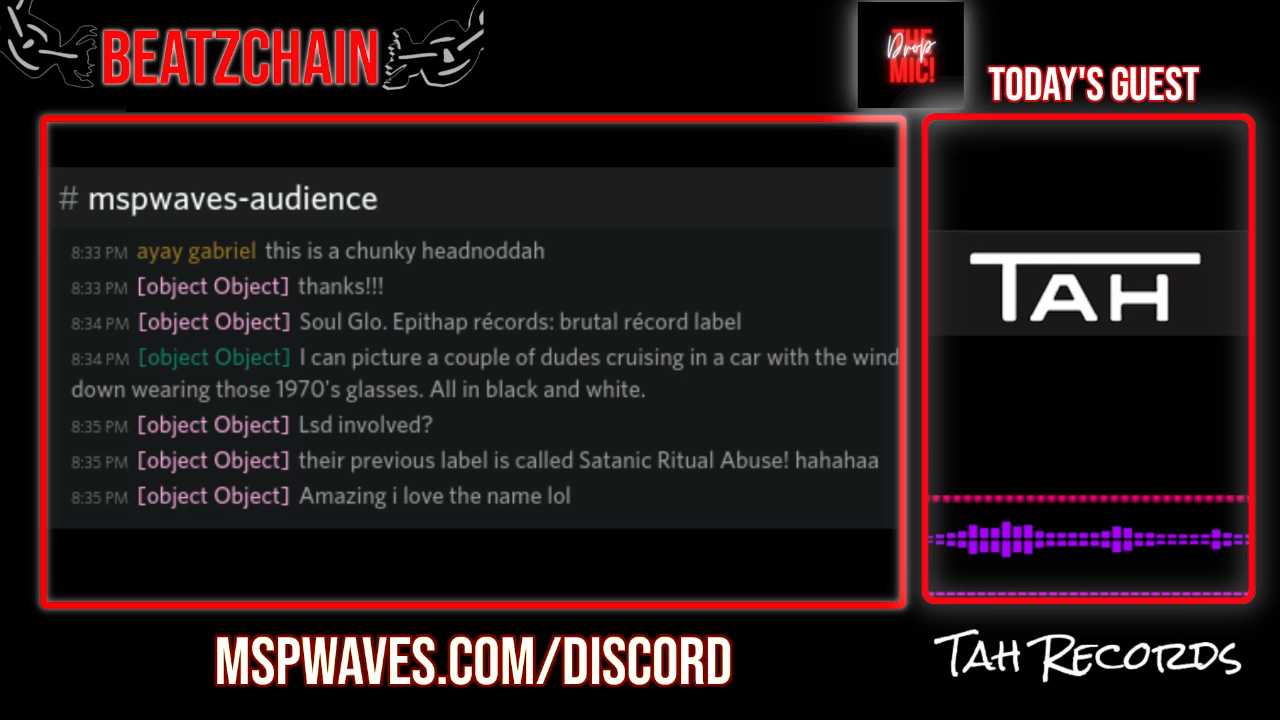 BEATZCHAIN
THE
Drop
MIC!
TODAY'S GUEST
# mspwaves-audience
8:33 PM ayay gabriel this is a chunky headnoddah
8:33 PM [object Object] thanks!!!
8:34 PM [object Object] Soul Glo. Epithap récords: brutal récord label
8:34 PM [object Object] I can picture a couple of dudes cruising in a car with the wind
down wearing those 1970's glasses. All in black and white.
8:35 PM [object Object] Lsd involved?
8:35 PM [object Object] their previous label is called Satanic Ritual Abuse! hahahaa
8:35 PM [object Object] Amazing i love the name lol
TAH
MSPWAVES.COM/DISCORD
TAH RECORDS